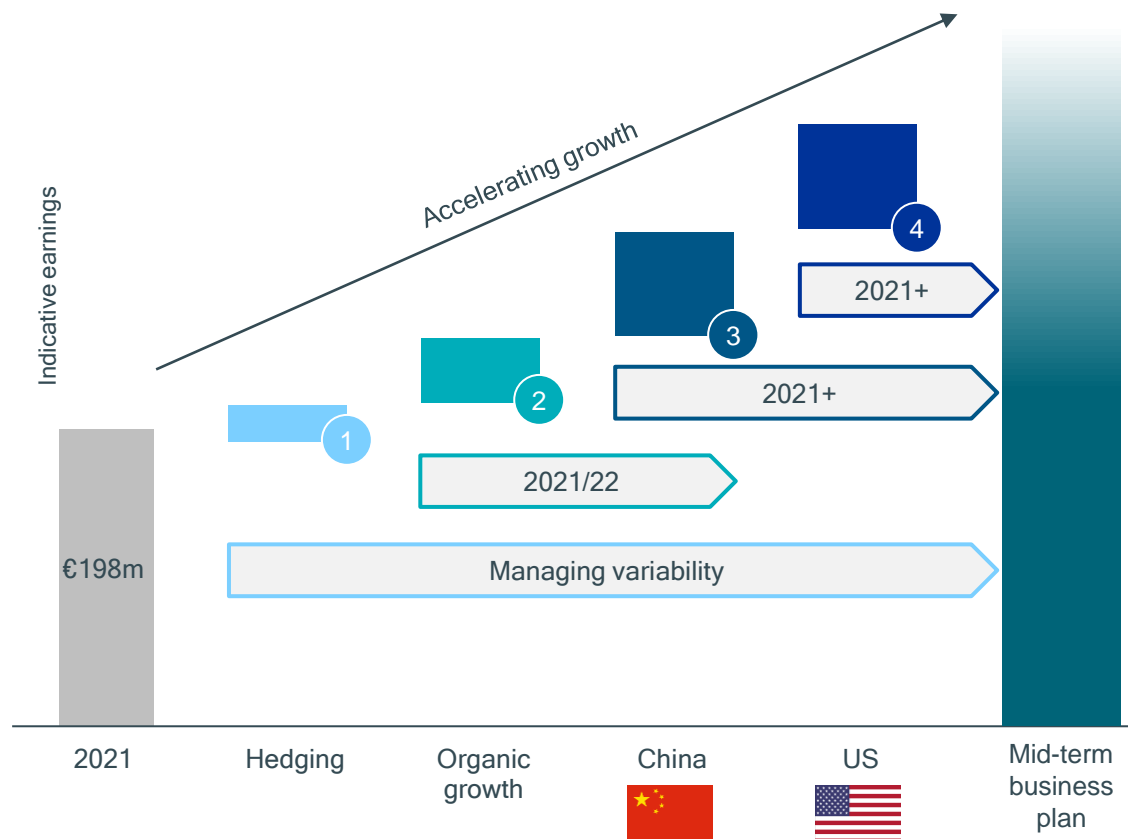 Indicative earnings
Accelerating growth
4
2021+
3
2021+
2
2021/22
1
Managing variability
€198m
2021
Hedging
Organic
growth
China
US
Mid-term
business
plan